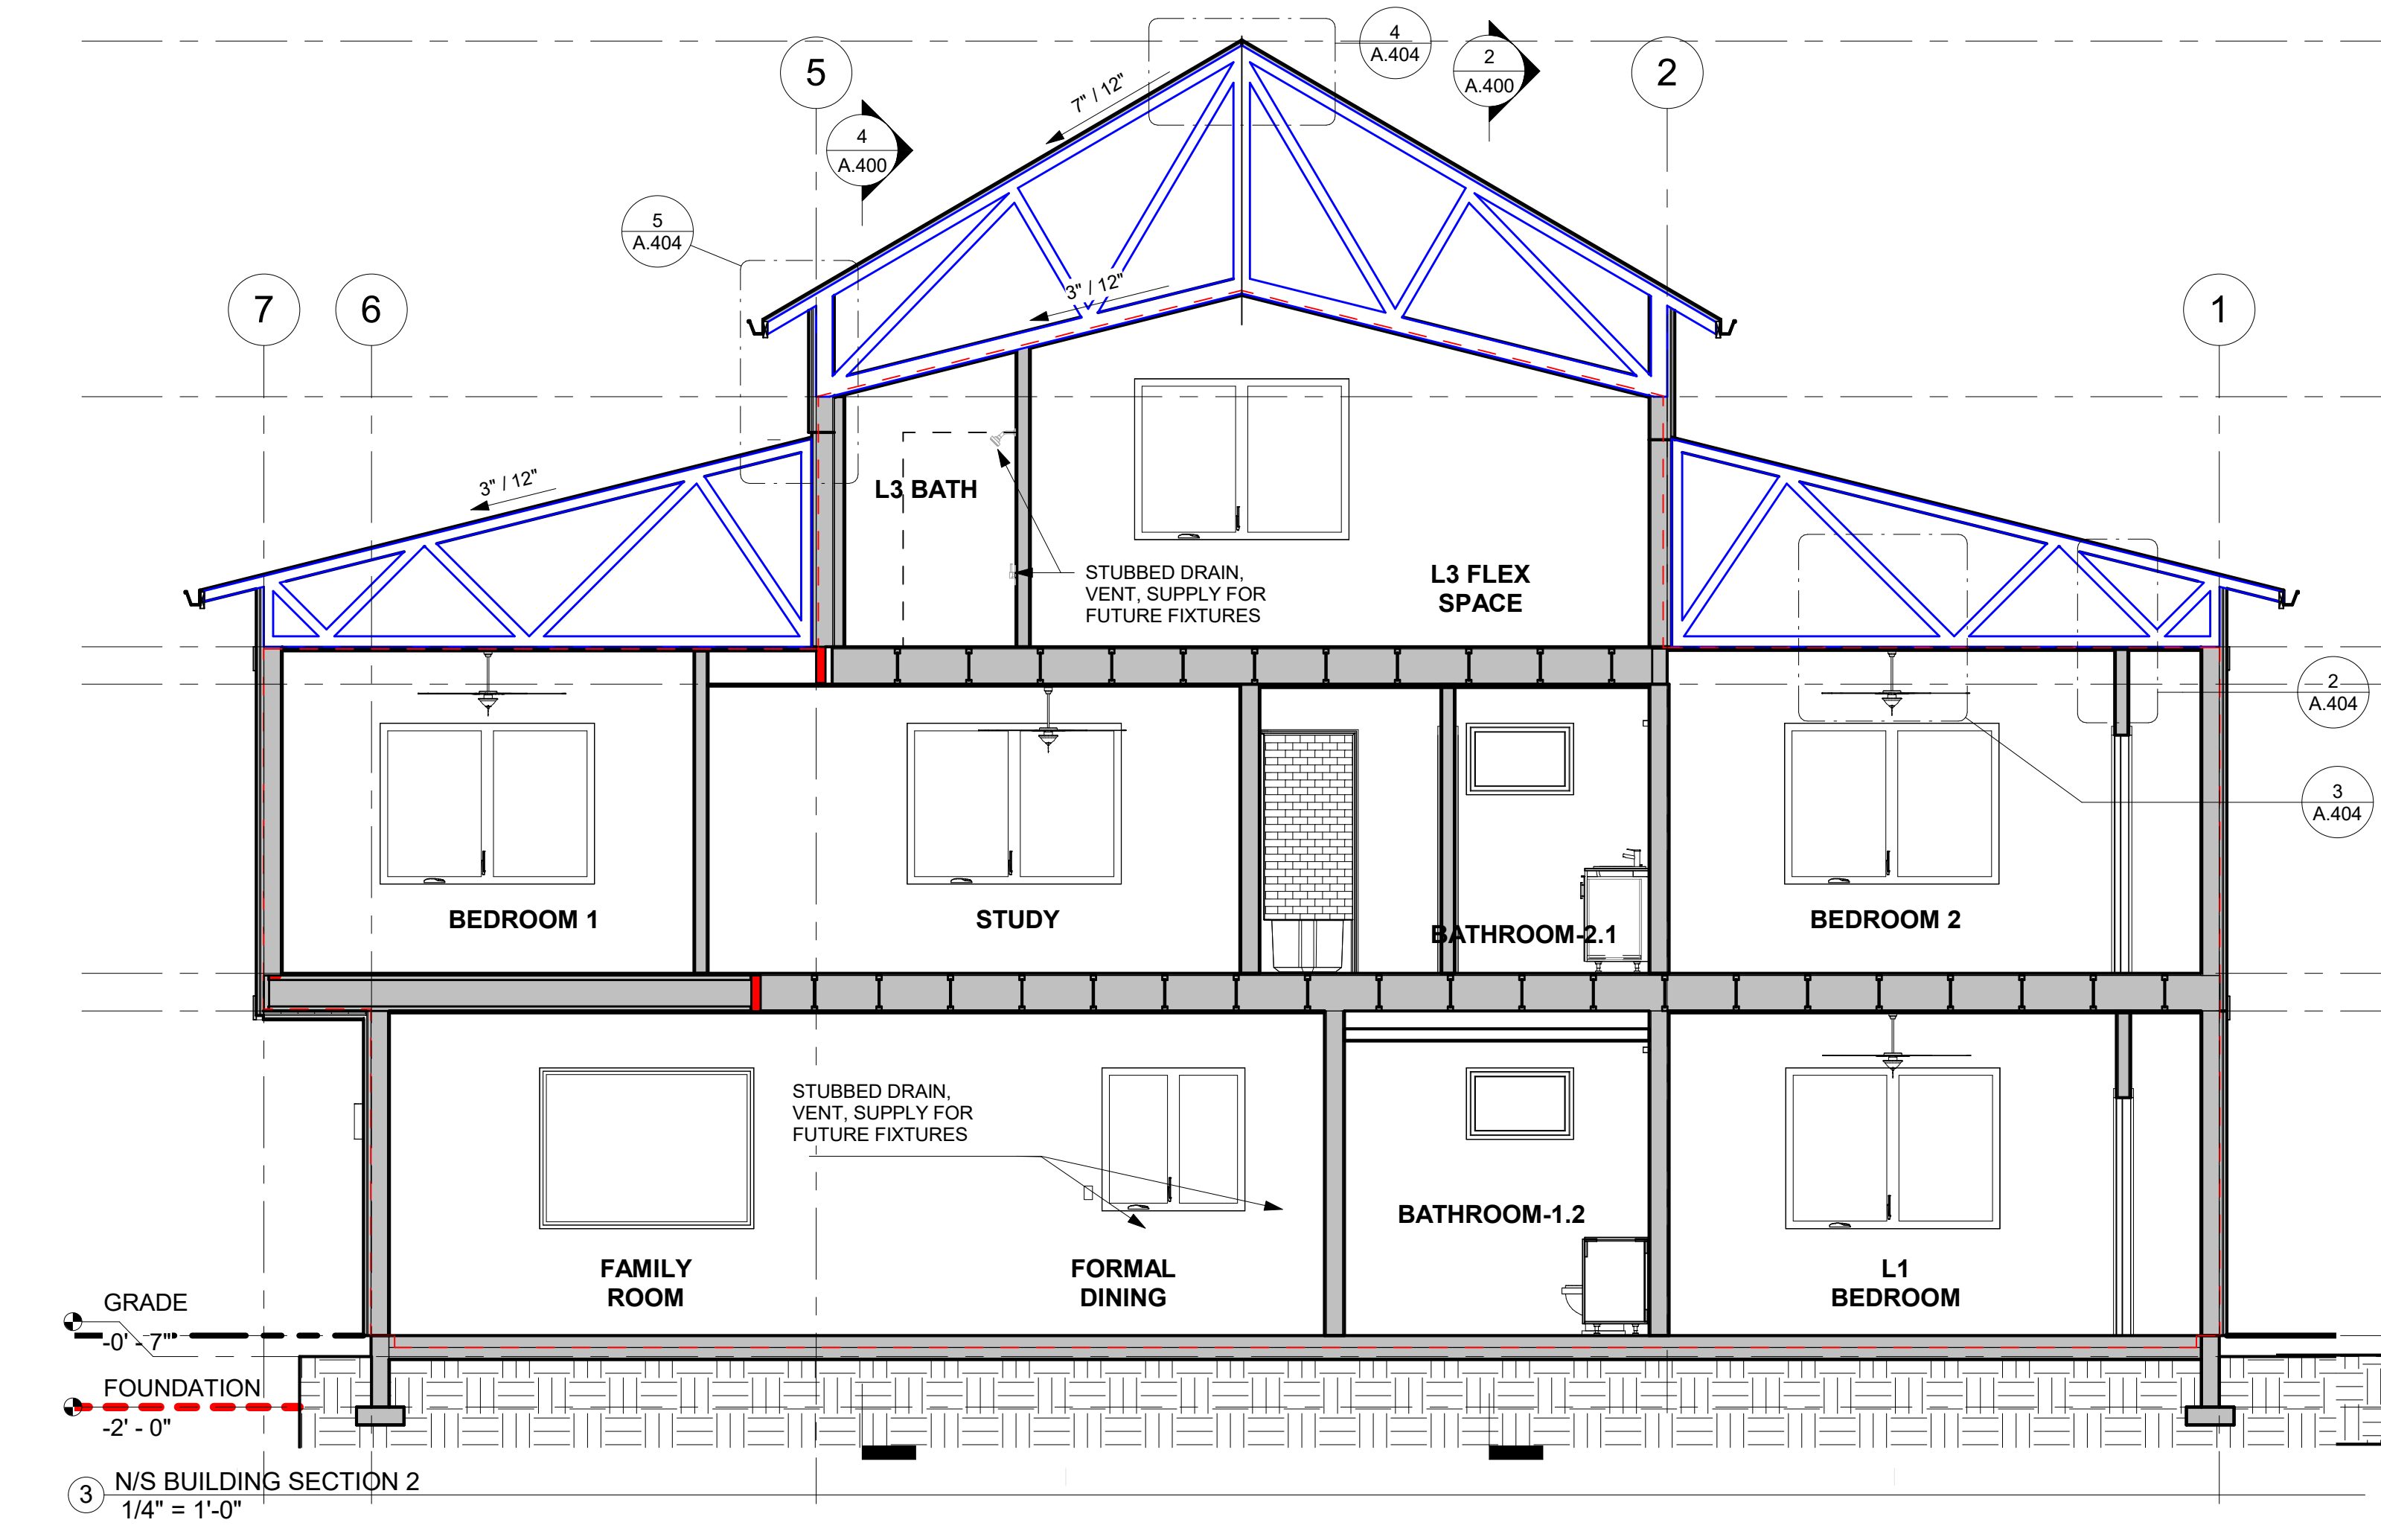 4
A.404
2
A.400
5
2
7" / 12"
4
A.400
5
A.404
3" / 12"
7
6
1
3" / 12"
L3 BATH
STUBBED DRAIN,
VENT, SUPPLY FOR
FUTURE FIXTURES
L3 FLEX
SPACE
2
A.404
3
A.404
BEDROOM 1
STUDY
BATHROOM-2.1
BEDROOM 2
STUBBED DRAIN,
VENT, SUPPLY FOR
FUTURE FIXTURES
BATHROOM-1.2
FAMILY
ROOM
FORMAL
DINING
L1
BEDROOM
GRADE
-0' - 7"
FOUNDATION
-2' - 0"
3
N/S BUILDING SECTION 2
1/4" = 1'-0"